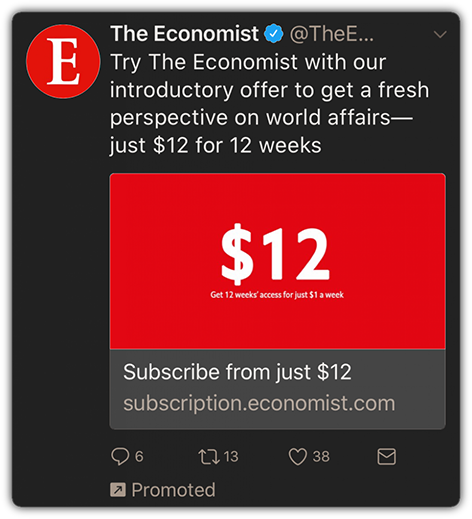 The Economist @TheE...
E
Try The Economist with our
introductory offer to get a fresh
perspective on world affairs—
just $12 for 12 weeks
$12
Get 12 weeks' access for just $1 a week
Subscribe from just $12
subscription.economist.com
6 13 38
Promoted